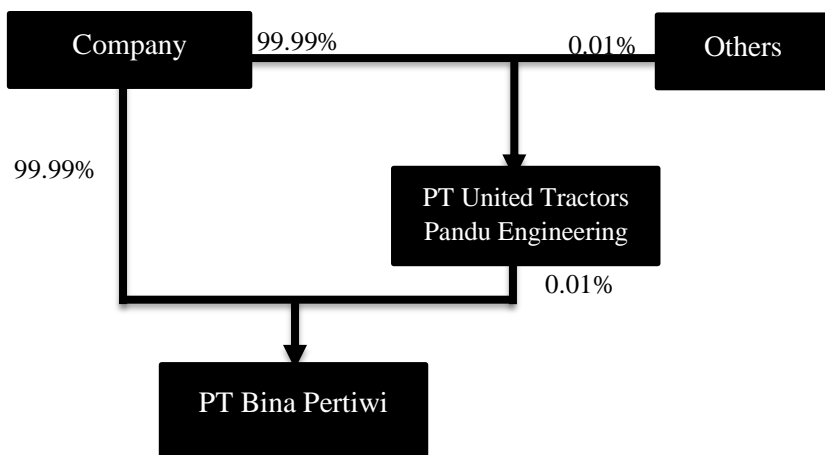 Company
99.99%
0.01%
Others
99.99%
PT United Tractors
Pandu Engineering
0.01%
PT Bina Pertiwi